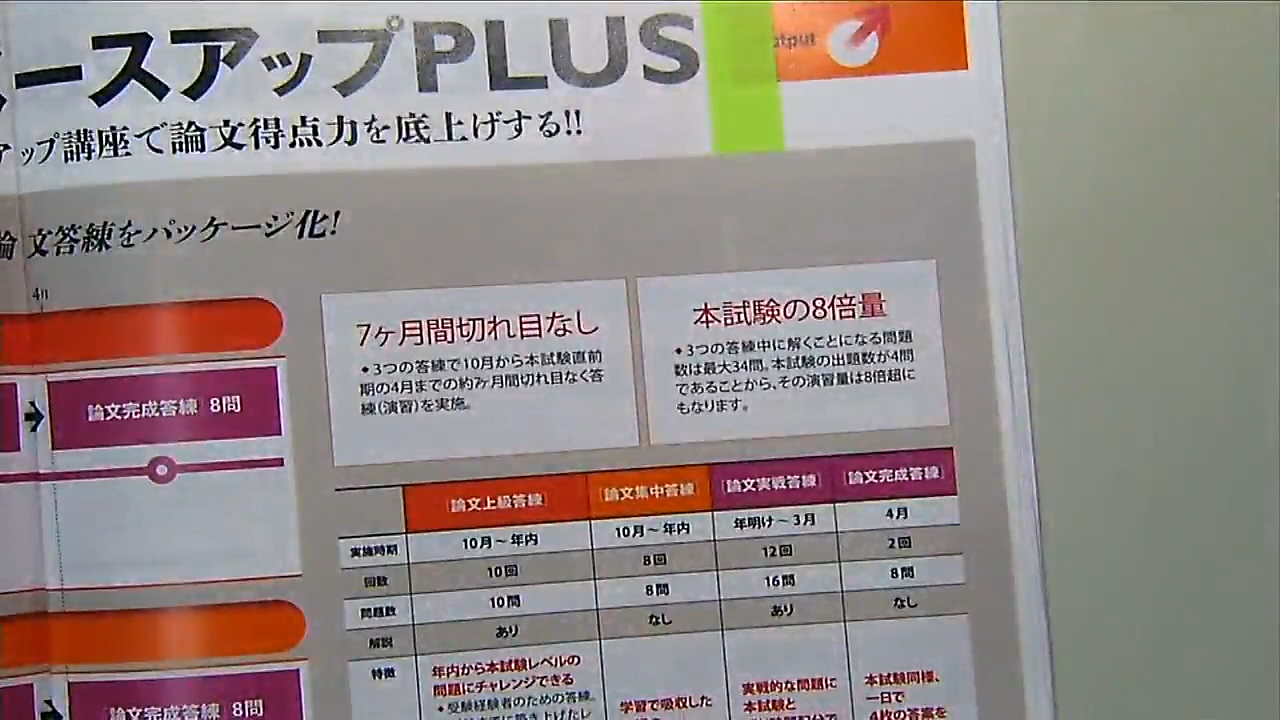 ースアップPLUS
tput
アップ講座で論文得点力を底上げする!!
論文答練をパッケージ化!
4月
7ヶ月間切れ目なし
◆3つの答練で10月から本試験直前
期の4月までの約7ヶ月間切れ目なく答
練(演習)を実施。
本試験の8倍量
◆3つの答練中に解くことになる問題
数は最大34問。本試験の出題数が4問
であることから、その演習量は8倍超に
もなります。
論文完成答練 8問
論文上級答練 論文集中答練 論文実戦答練 論文完成答練
実施時期 10月～年内 10月～年内 年明け～3月 4月
回数 10回 8回 12回 2回
問題数 10問 8問 16問 8問
解説 あり なし あり なし
特徴
年内から本試験レベルの
問題にチャレンジできる
◆受験経験者のための答練。
学習で吸収した
実戦的な問題に
本試験と
本試験同様、
一日で
4枚の答案を
論文完成答練 8問